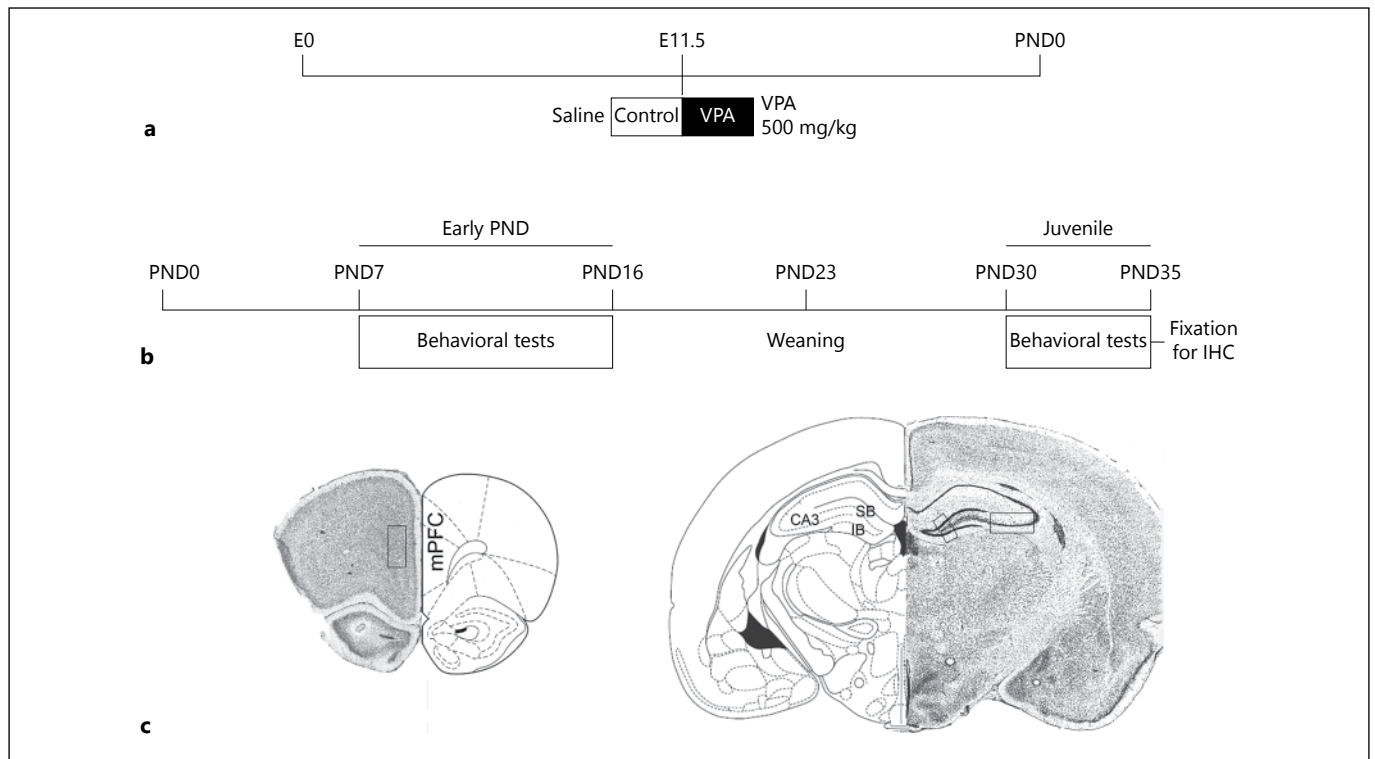 E0 E11.5 PND0
Saline Control VPA VPA
500 mg/kg
a
Early PND Juvenile
PND0 PND7 PND16 PND23 PND30 PND35
Behavioral tests Weaning Behavioral tests Fixation
for IHC
b
mPFC
CA3 SB
IB
c